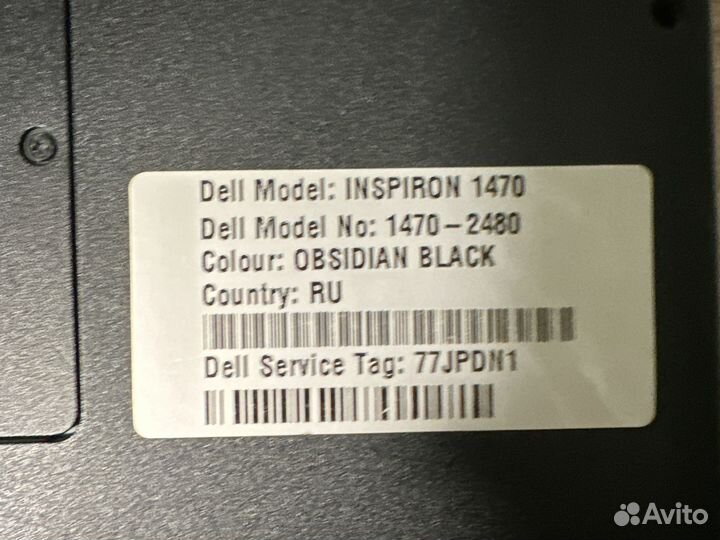 Dell Model: INSPIRON 1470
Dell Model No: 1470-2480
Colour: OBSIDIAN BLACK
Country: RU
Dell Service Tag: 77JPDN1
Avito